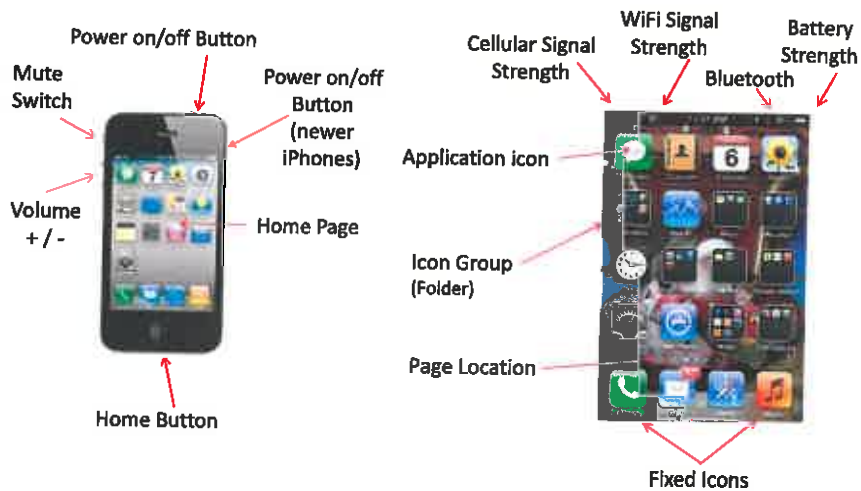 Power on/off Button
Mute
Switch
Power on/off
Button
(newer
iPhones)
Volume
+ / -
Home Page
Home Button
Cellular Signal
Strength
WiFi Signal
Strength
Bluetooth
Battery
Strength
Application icon
6
Icon Group
(Folder)
Page Location
Fixed Icons